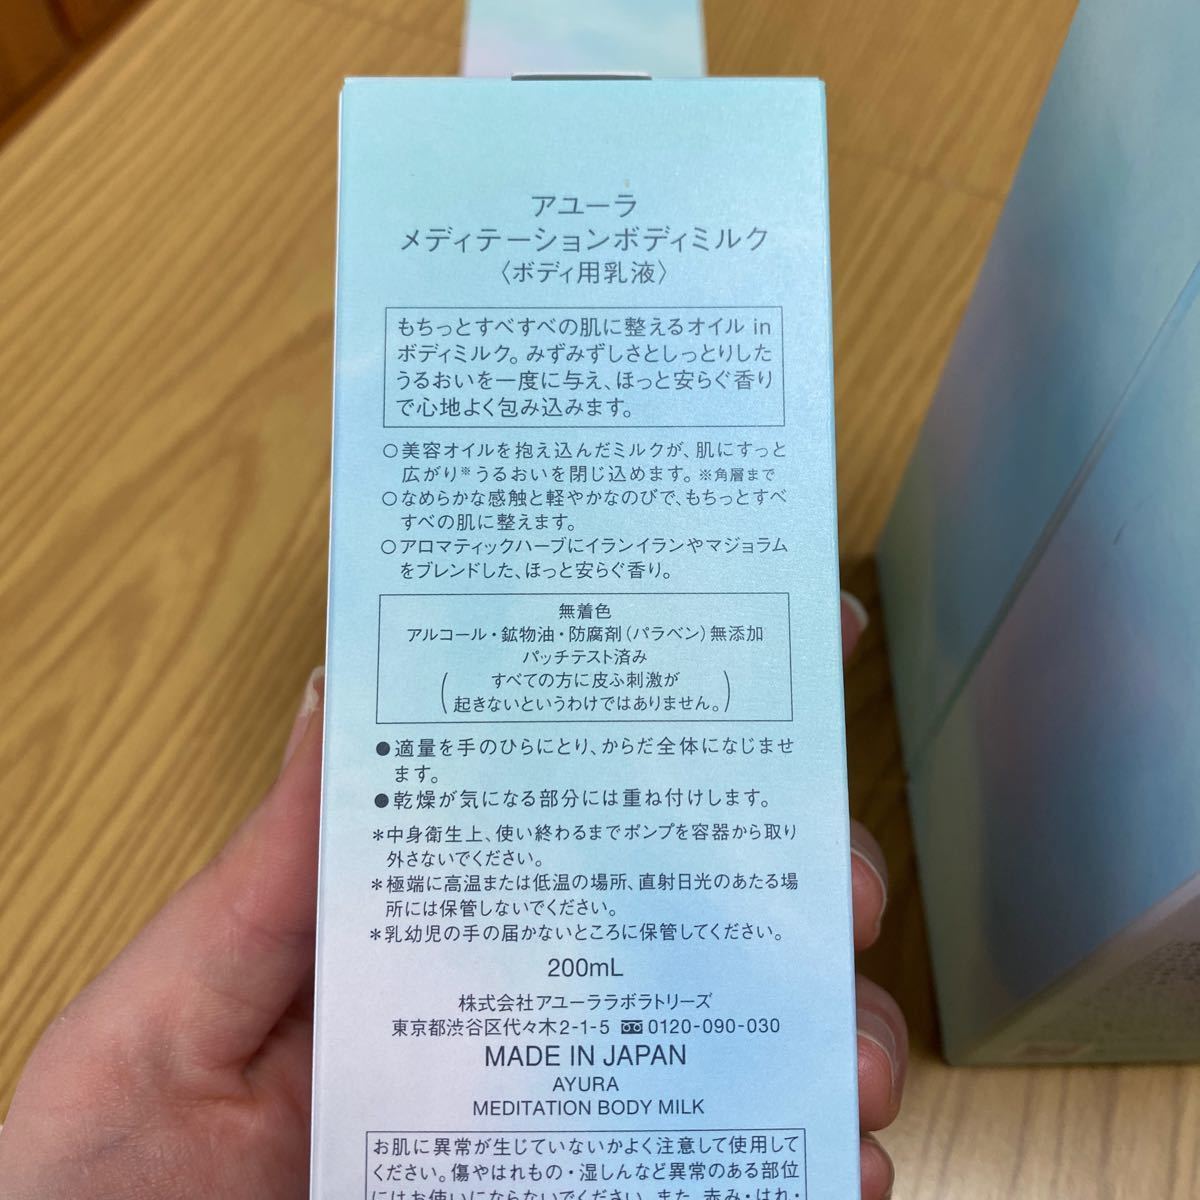 アユーラ
メディテーションボディミルク
〈ボディ用乳液〉
もちっとすべすべの肌に整えるオイル in
ボディミルク。みずみずしさとしっとりした
うるおいを一度に与え、ほっと安らぐ香り
で心地よく包み込みます。
○美容オイルを抱え込んだミルクが、肌にすっと
広がり※うるおいを閉じ込めます。※角層まで
○なめらかな感触と軽やかなのびで、もちっとすべ
すべの肌に整えます。
○アロマティックハーブにイランイランやマジョラム
をブレンドした、ほっと安らぐ香り。
無着色
アルコール・鉱物油・防腐剤(パラベン)無添加
パッチテスト済み
(すべての方に皮ふ刺激が
起きないというわけではありません。)
●適量を手のひらにとり、からだ全体になじませ
ます。
●乾燥が気になる部分には重ね付けします。
*中身衛生上、使い終わるまでポンプを容器から取り
外さないでください。
*極端に高温または低温の場所、直射日光のあたる場
所には保管しないでください。
*乳幼児の手の届かないところに保管してください。
200mL
株式会社アユーララボラトリーズ
東京都渋谷区代々木2-1-5 0120-090-030
MADE IN JAPAN
AYURA
MEDITATION BODY MILK
お肌に異常が生じていないかよく注意して使用して
ください。傷やはれもの・湿しんなど異常のある部位
にはお使いにならないでください。また、赤み・はれ・